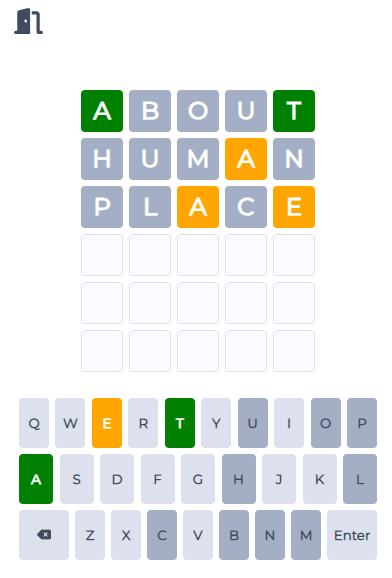 A B O U T
H U M A N
P L A C E
Q W E R T Y U I O P
A S D F G H J K L
Z X C V B N M Enter